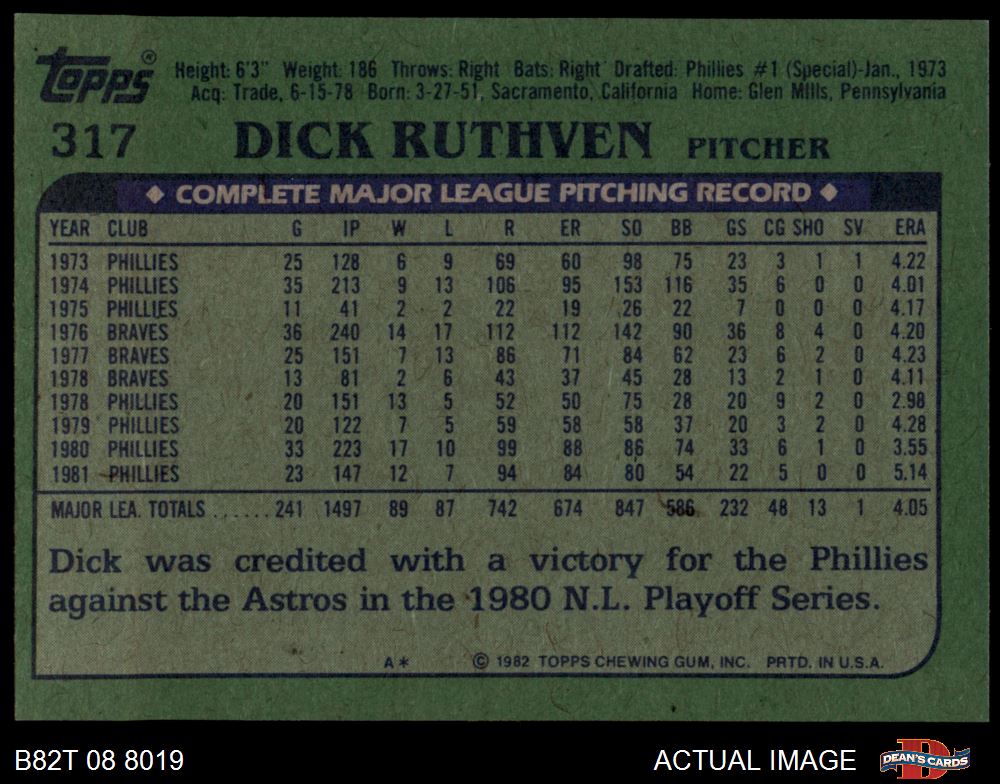 Topps®
Height: 6'3" Weight: 186 Throws: Right Bats: Right Drafted: Phillies #1 (Special)-Jan., 1973
Acq: Trade, 6-15-78 Born: 3-27-51, Sacramento, California Home: Glen Mills, Pennsylvania
317 DICK RUTHVEN PITCHER
◆ COMPLETE MAJOR LEAGUE PITCHING RECORD ◆
YEAR CLUB G IP W L R ER SO BB GS CG SHO SV ERA
1973 PHILLIES 25 128 6 9 69 60 98 75 23 3 1 1 4.22
1974 PHILLIES 35 213 9 13 106 95 153 116 35 6 0 0 4.01
1975 PHILLIES 11 41 2 2 22 19 26 22 7 0 0 0 4.17
1976 BRAVES 36 240 14 17 112 112 142 90 36 8 4 0 4.20
1977 BRAVES 25 151 7 13 86 71 84 62 23 6 2 0 4.23
1978 BRAVES 13 81 2 6 43 37 45 28 13 2 1 0 4.11
1978 PHILLIES 20 151 13 5 52 50 75 28 20 9 2 0 2.98
1979 PHILLIES 20 122 7 5 59 58 58 37 20 3 2 0 4.28
1980 PHILLIES 33 223 17 10 99 88 86 74 33 6 1 0 3.55
1981 PHILLIES 23 147 12 7 94 84 80 54 22 5 0 0 5.14
MAJOR LEA. TOTALS ...... 241 1497 89 87 742 674 847 586 232 48 13 1 4.05
Dick was credited with a victory for the Phillies
against the Astros in the 1980 N.L. Playoff Series.
A* © 1982 TOPPS CHEWING GUM, INC. PRTD. IN U.S.A.
B82T 08 8019 ACTUAL IMAGE D DEAN'S CARDS